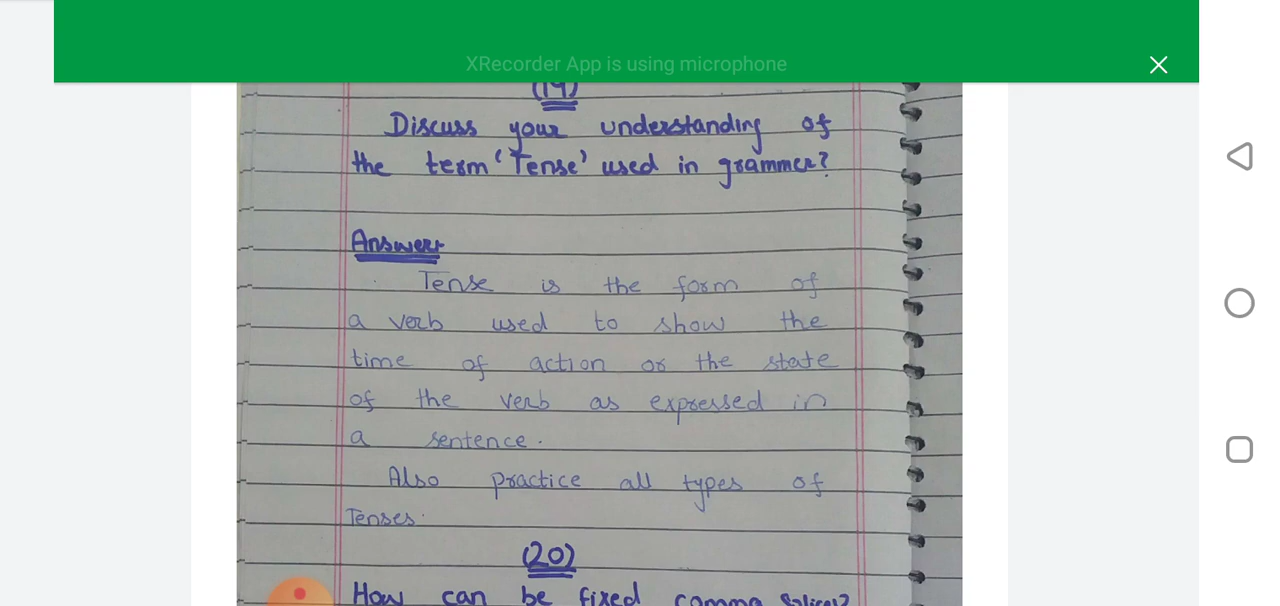 XRecorder App is using microphone
(19)
Discuss your understanding of
the term 'Tense' used in grammer?
Answer
Tense is the form of
a verb used to show the
time of action or the state
of the verb as expressed in
a sentence.
Also practice all types of
Tenses.
(20)
How can be fixed comma